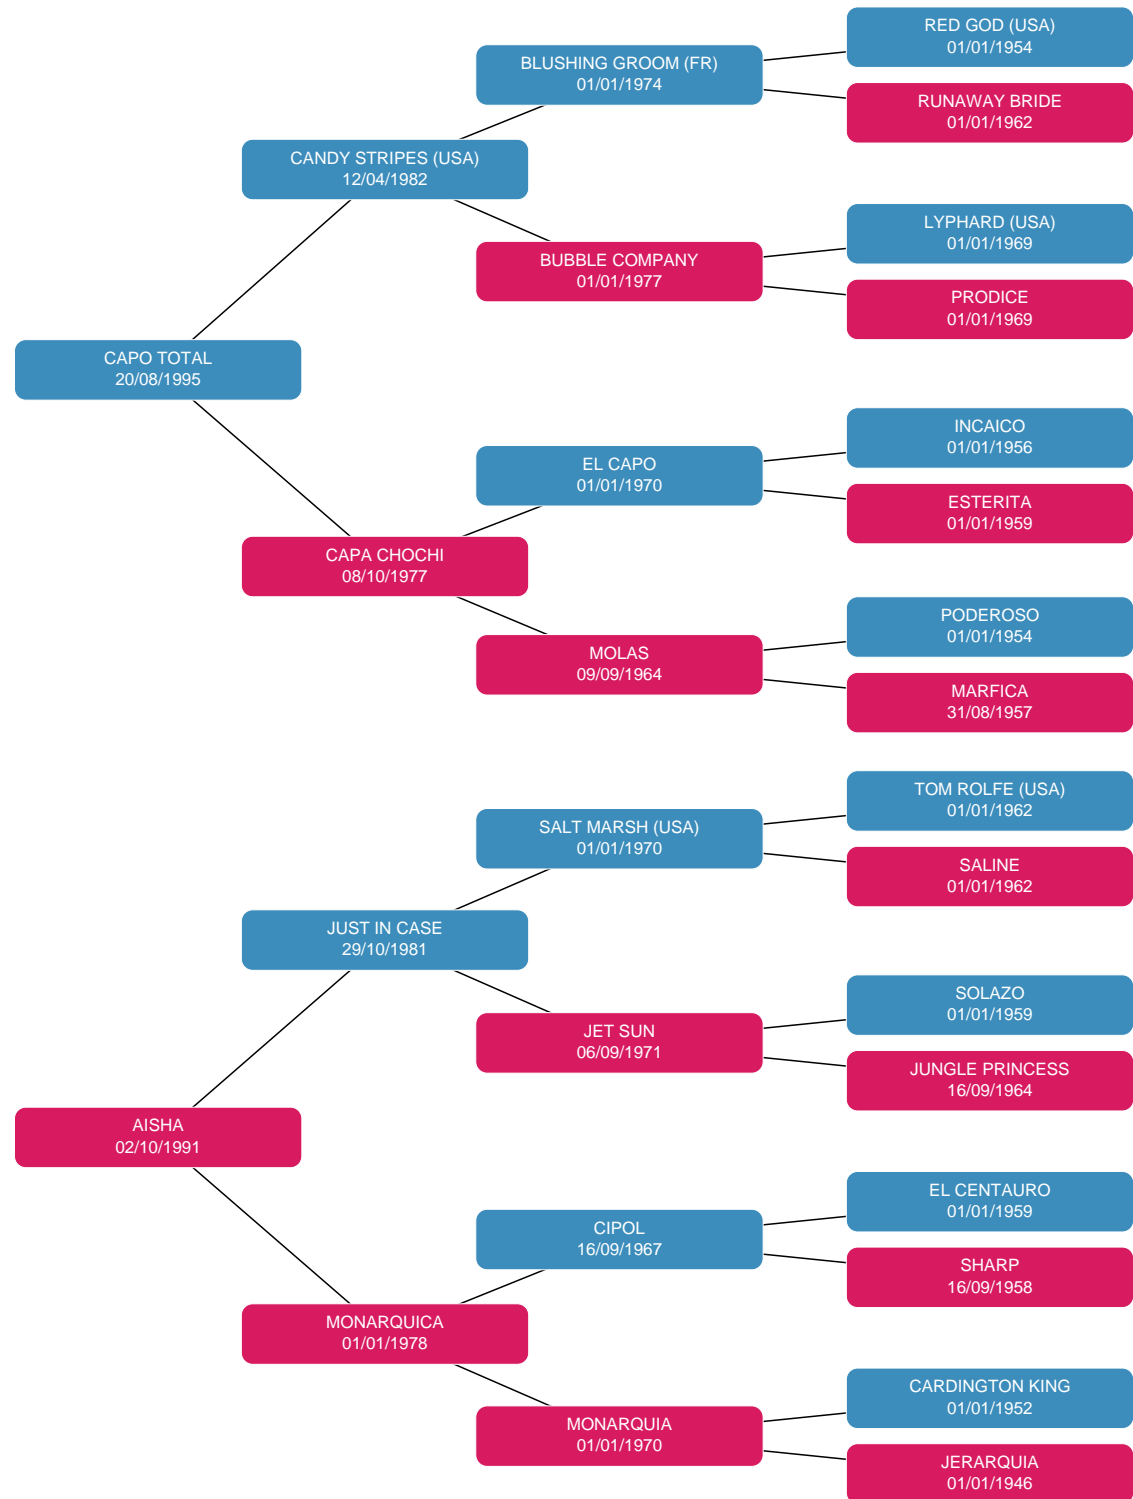 RED GOD (USA)
01/01/1954
BLUSHING GROOM (FR)
01/01/1974
RUNAWAY BRIDE
01/01/1962
CANDY STRIPES (USA)
12/04/1982
LYPHARD (USA)
01/01/1969
BUBBLE COMPANY
01/01/1977
PRODICE
01/01/1969
CAPO TOTAL
20/08/1995
INCAICO
01/01/1956
EL CAPO
01/01/1970
ESTERITA
01/01/1959
CAPA CHOCHI
08/10/1977
PODEROSO
01/01/1954
MOLAS
09/09/1964
MARFICA
31/08/1957
TOM ROLFE (USA)
01/01/1962
SALT MARSH (USA)
01/01/1970
SALINE
01/01/1962
JUST IN CASE
29/10/1981
SOLAZO
01/01/1959
JET SUN
06/09/1971
JUNGLE PRINCESS
16/09/1964
AISHA
02/10/1991
EL CENTAURO
01/01/1959
CIPOL
16/09/1967
SHARP
16/09/1958
MONARQUICA
01/01/1978
CARDINGTON KING
01/01/1952
MONARQUIA
01/01/1970
JERARQUIA
01/01/1946